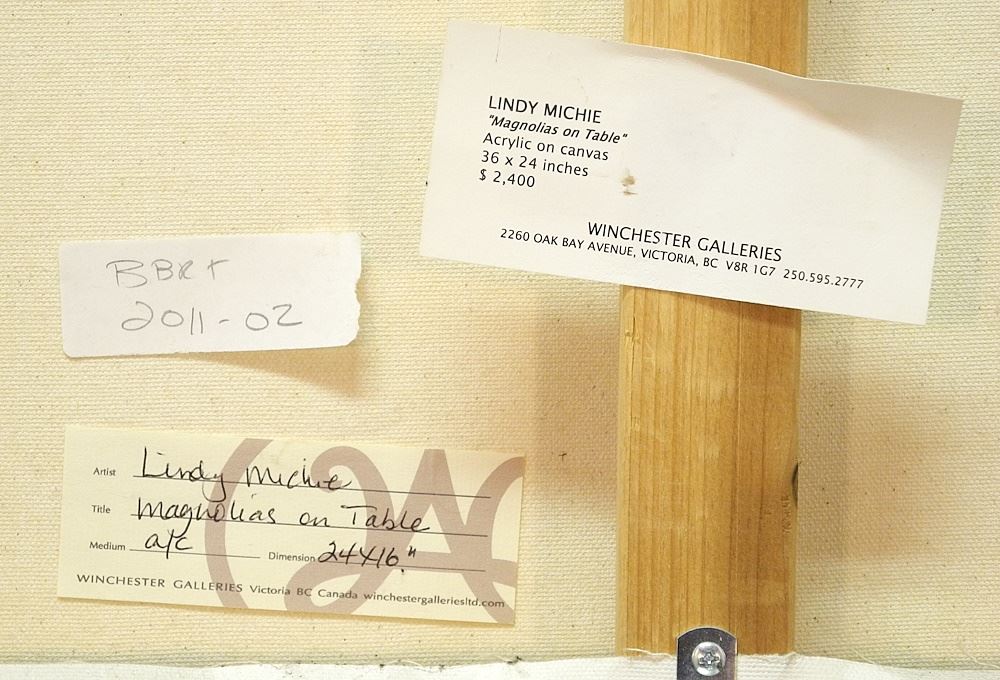 LINDY MICHIE
"Magnolias on Table"
Acrylic on canvas
36 x 24 inches
$ 2,400
WINCHESTER GALLERIES
2260 OAK BAY AVENUE, VICTORIA, BC V8R 1G7 250.595.2777
BBRT
2011-02
Artist Lindy Michie
Title Magnolias on Table
Medium a/c Dimension 24x16"
WINCHESTER GALLERIES Victoria BC Canada winchestergalleriesltd.com